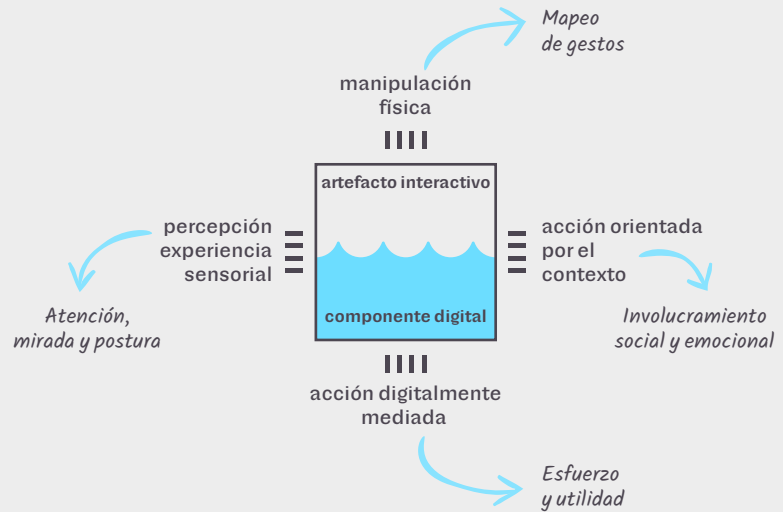 Mapeo
de gestos
manipulación
física
artefacto interactivo
percepción
experiencia
sensorial
acción orientada
por el
contexto
Atención,
mirada y postura
componente digital
Involucramiento
social y emocional
acción digitalmente
mediada
Esfuerzo
y utilidad